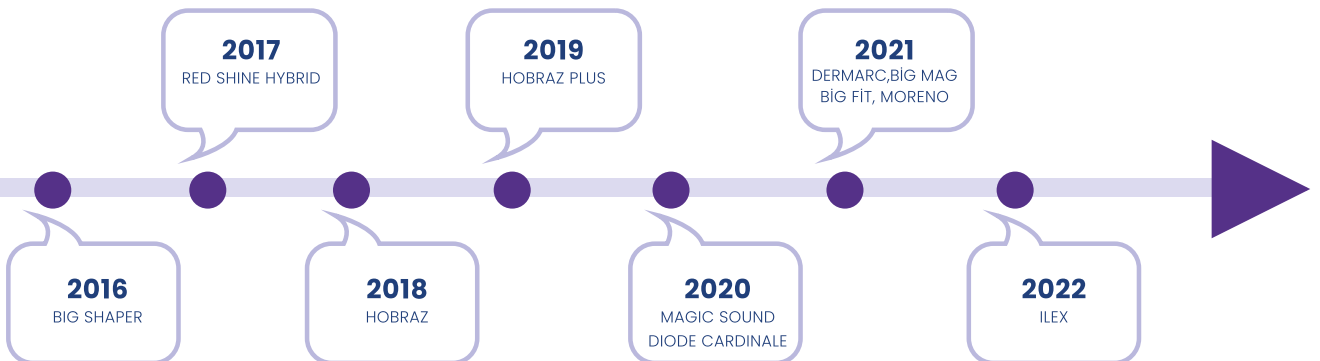 2016
BIG SHAPER
2017
RED SHINE HYBRID
2018
HOBRAZ
2019
HOBRAZ PLUS
2020
MAGIC SOUND
DIODE CARDINALE
2021
DERMARC,BİG MAG
BİG FİT, MORENO
2022
ILEX